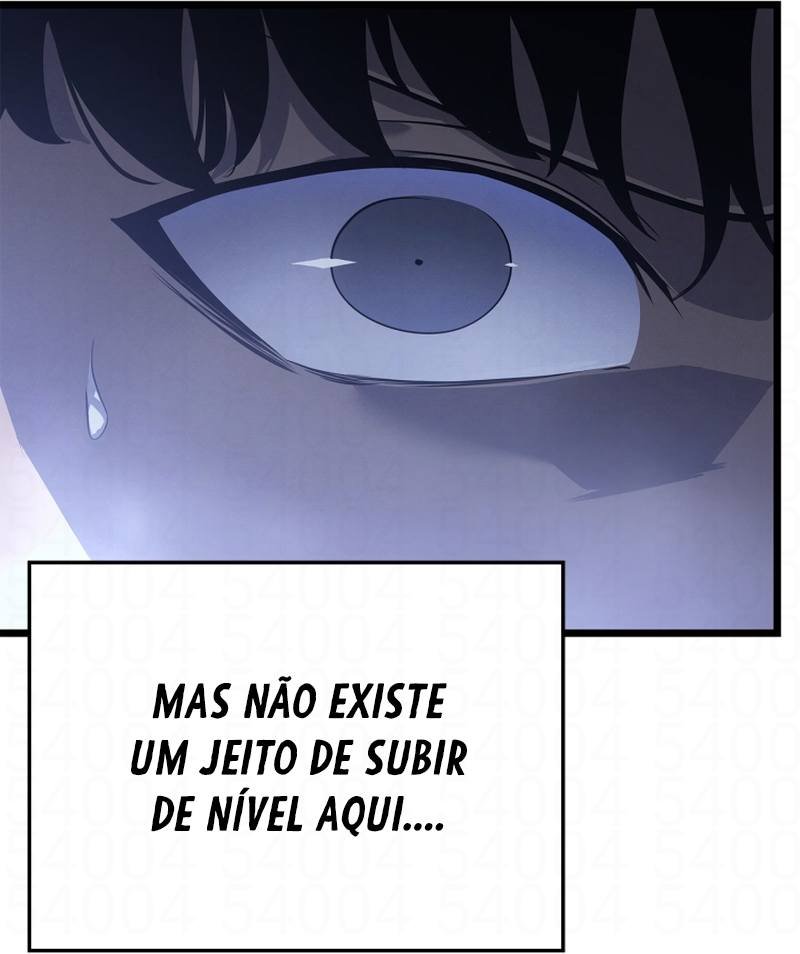 MAS NÃO EXISTE
UM JEITO DE SUBIR
DE NÍVEL AQUI....